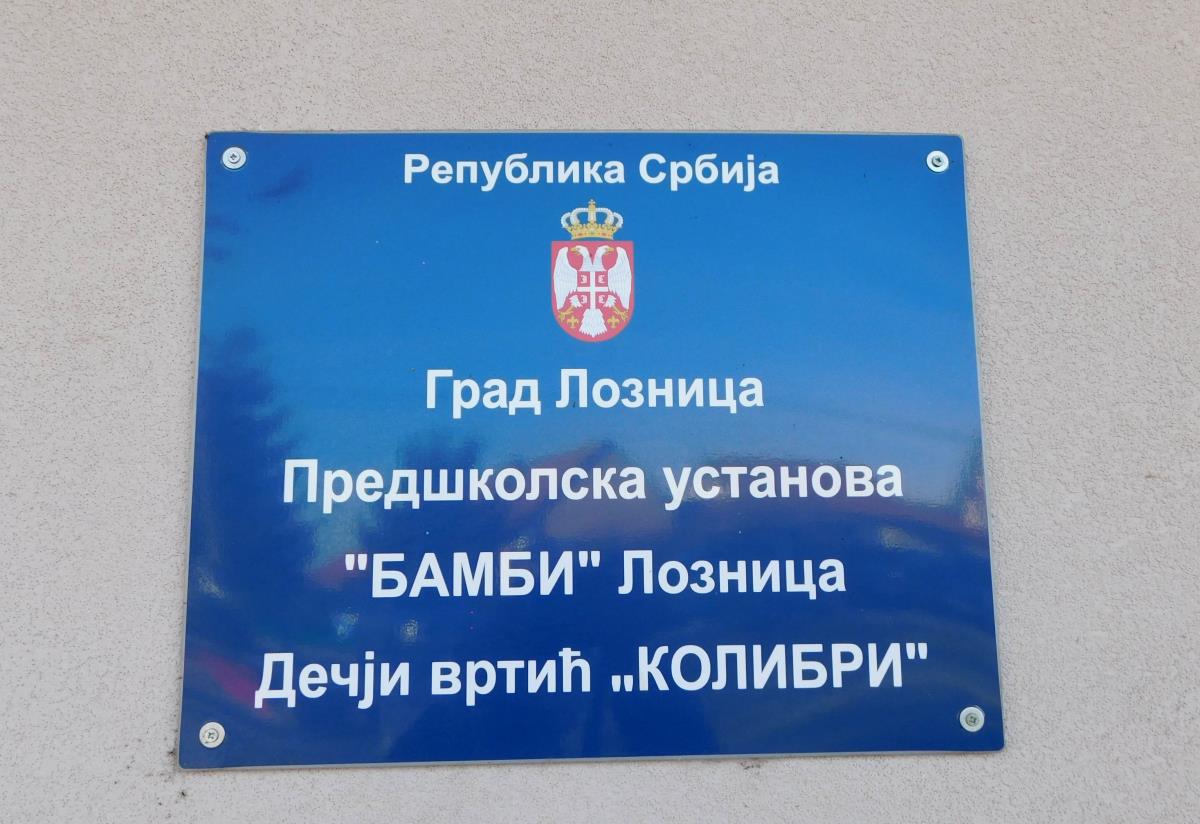 Република Србија
Град Лозница
Предшколска установа
"БАМБИ" Лозница
Дечји вртић „КОЛИБРИ"